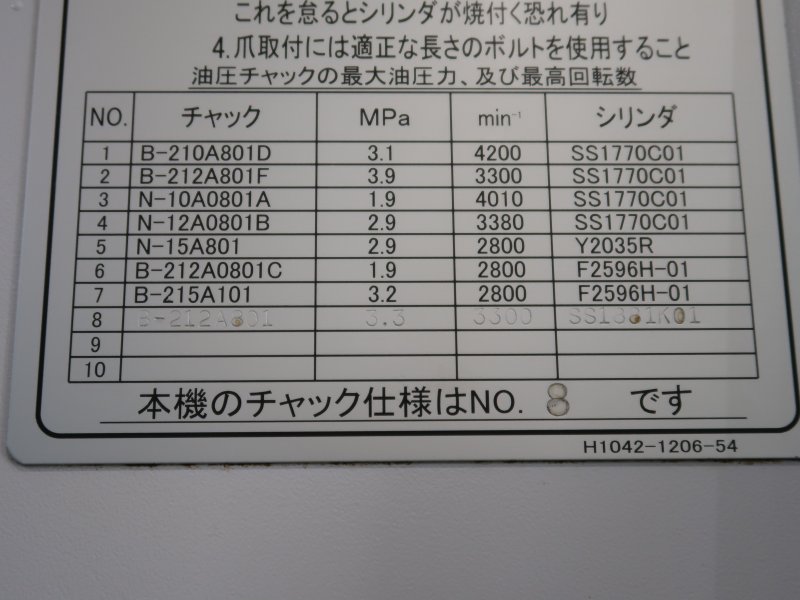 これを怠るとシリンダが焼付く恐れ有り
4.爪取付には適正な長さのボルトを使用すること
油圧チャックの最大油圧力、及び最高回転数
NO. チャック MPa min⁻¹ シリンダ
1 B-210A801D 3.1 4200 SS1770C01
2 B-212A801F 3.9 3300 SS1770C01
3 N-10A0801A 1.9 4010 SS1770C01
4 N-12A0801B 2.9 3380 SS1770C01
5 N-15A801 2.9 2800 Y2035R
6 B-212A0801C 1.9 2800 F2596H-01
7 B-215A101 3.2 2800 F2596H-01
8 B-212A801 3.3 3300
9
10
本機のチャック仕様はNO. 8 です
H1042-1206-54